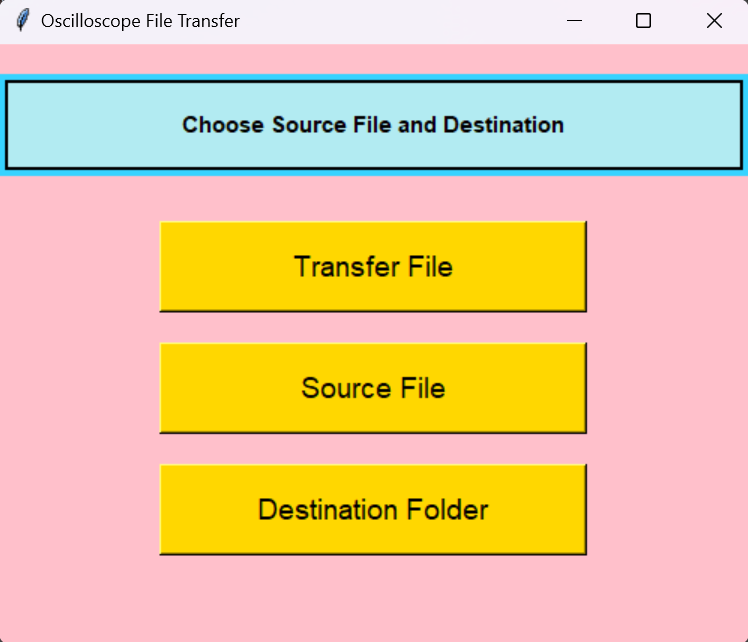 Oscilloscope File Transfer
Choose Source File and Destination
Transfer File
Source File
Destination Folder